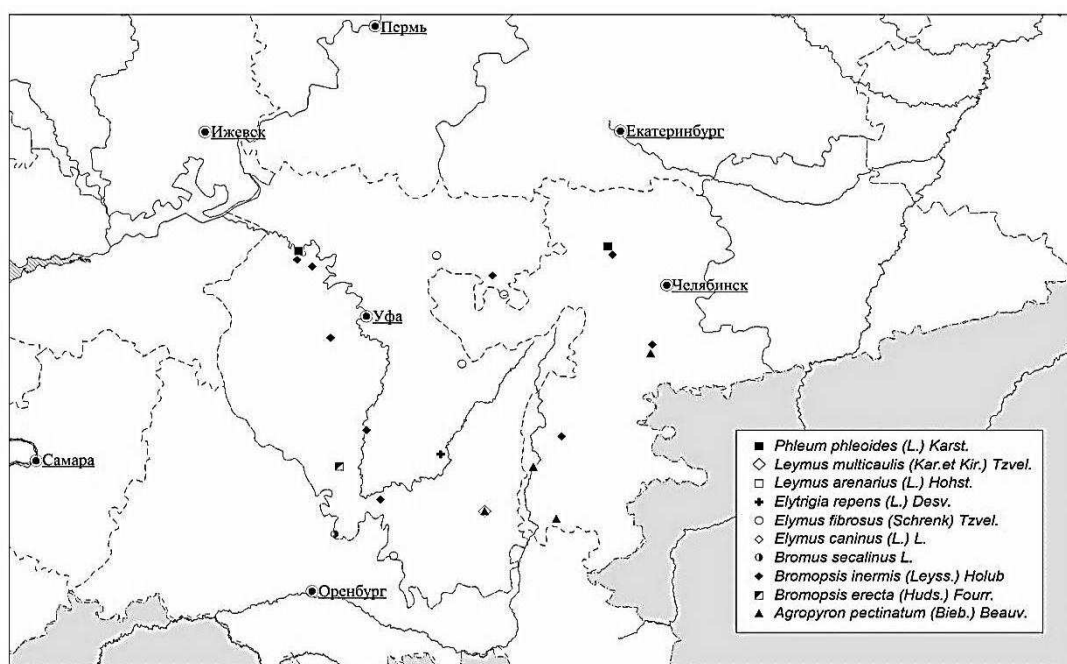 Пермь
Ижевск
Екатеринбург
Челябинск
Уфа
Самара
Оренбург
Phleum phleoides (L.) Karst.
Leymus multicaulis (Kar.et Kir.) Tzvel.
Leymus arenarius (L.) Hohst.
Elytrigia repens (L.) Desv.
Elymus fibrosus (Schrenk) Tzvel.
Elymus caninus (L.) L.
Bromus secalinus L.
Bromopsis inermis (Leyss.) Holub
Bromopsis erecta (Huds.) Fourr.
Agropyron pectinatum (Bieb.) Beauv.